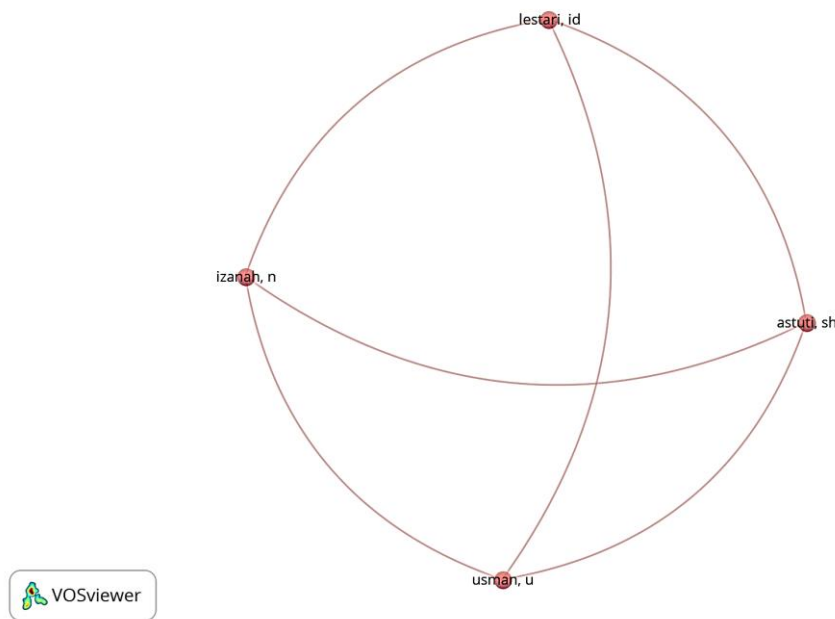 lestari, id
izanah, n
astuti, sh
usman, u
VOSviewer